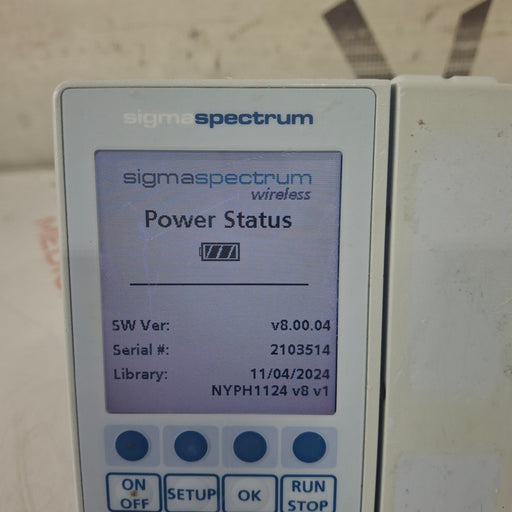 sigmaspectrum
sigmaspectrum
wireless
Power Status
SW Ver: v8.00.04
Serial #: 2103514
Library: 11/04/2024
NYPH1124 v8 v1
ON OFF SETUP OK RUN STOP